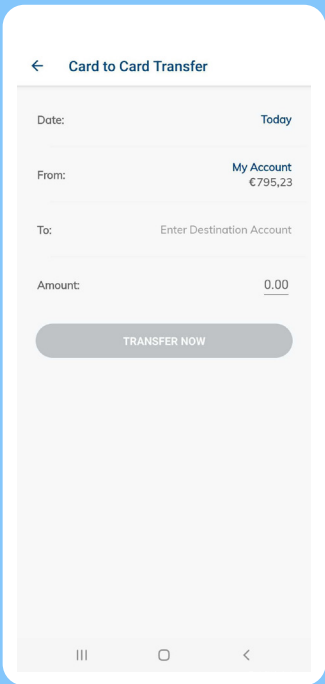 Card to Card Transfer
Date: Today
From: My Account
€795,23
To: Enter Destination Account
Amount: 0.00
TRANSFER NOW